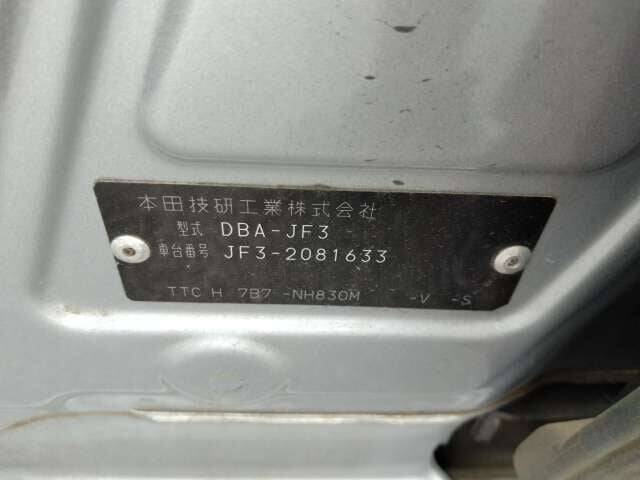 本田技研工業株式会社
型式 DBA-JF3
車台番号 JF3-2081633
TTC H 7B7 -NH830M -V -S